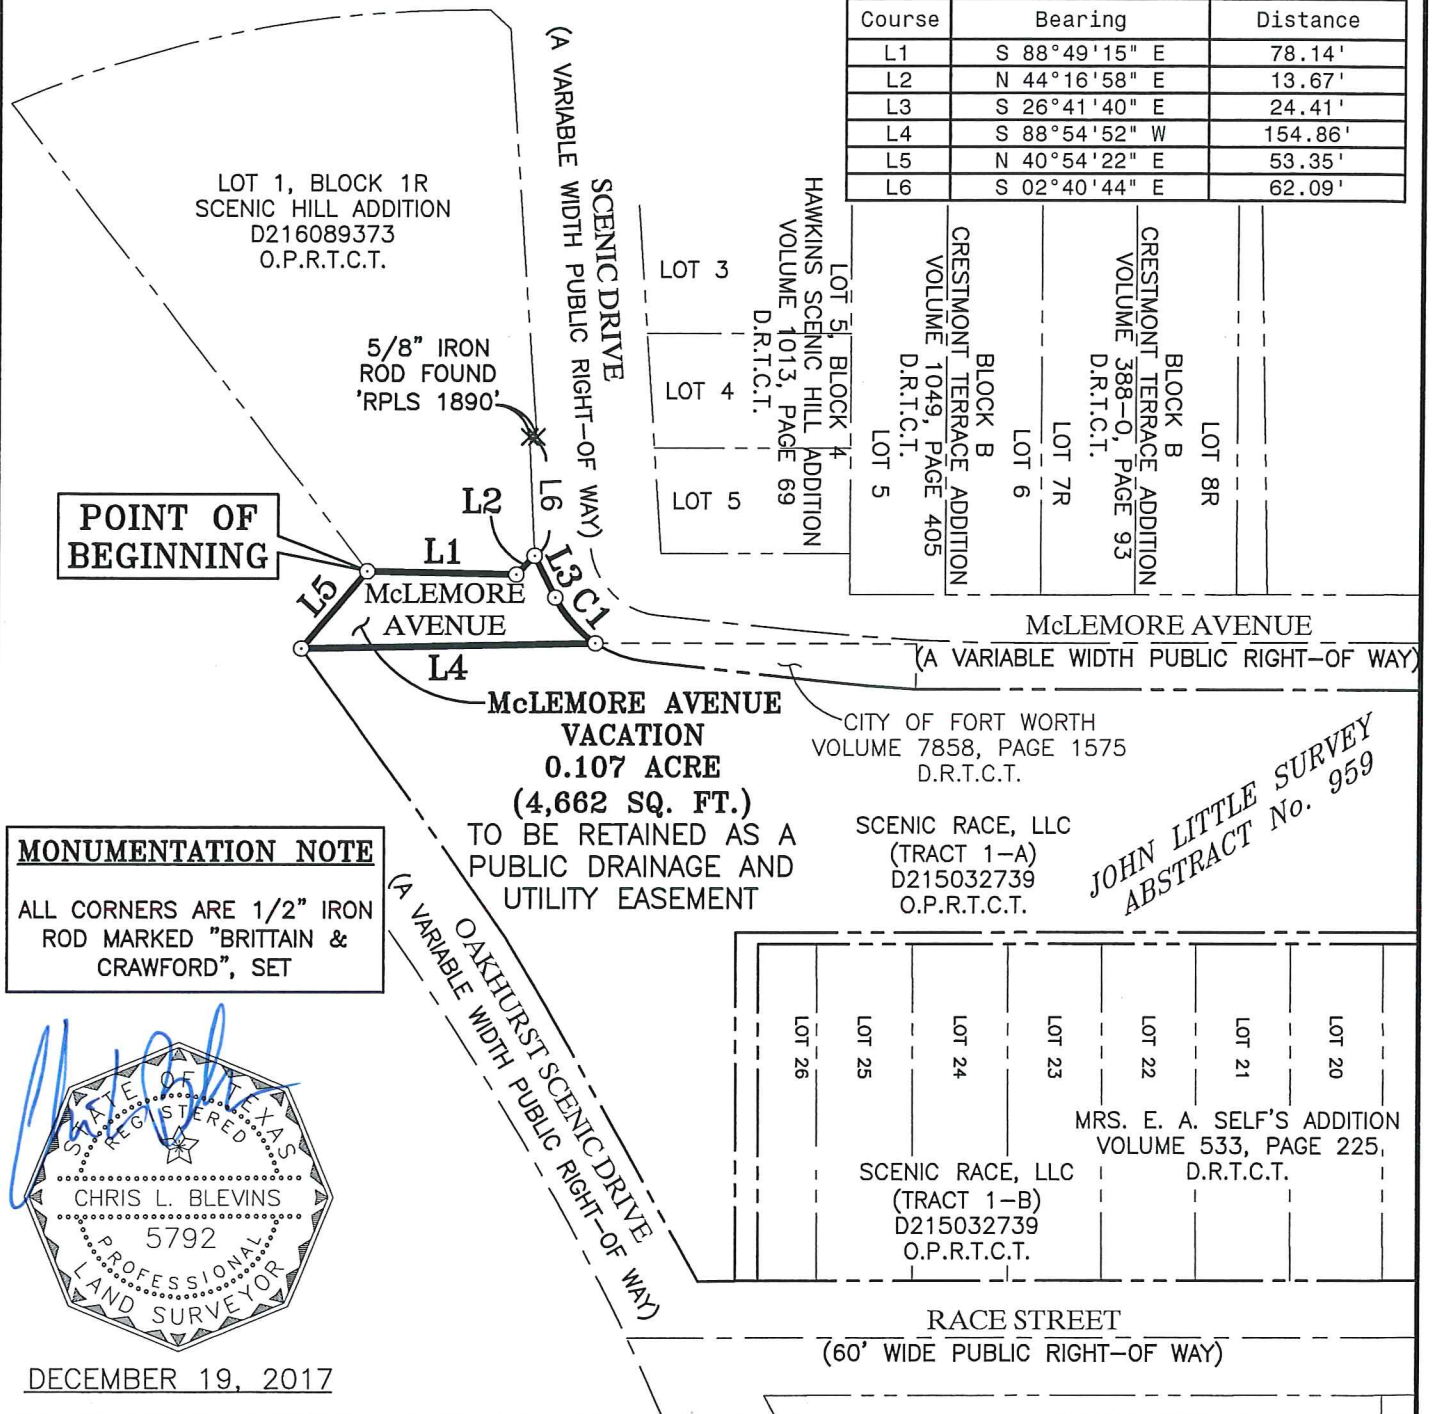 Course Bearing Distance
L1 S 88°49'15" E 78.14'
L2 N 44°16'58" E 13.67'
L3 S 26°41'40" E 24.41'
L4 S 88°54'52" W 154.86'
L5 N 40°54'22" E 53.35'
L6 S 02°40'44" E 62.09'
LOT 1, BLOCK 1R
SCENIC HILL ADDITION
D216089373
O.P.R.T.C.T.
SCENIC DRIVE
(A VARIABLE WIDTH PUBLIC RIGHT-OF WAY)
5/8" IRON
ROD FOUND
'RPLS 1890'
LOT 3
LOT 4
LOT 5
LOT 5, BLOCK 4
HAWKINS SCENIC HILL ADDITION
VOLUME 1013, PAGE 69
D.R.T.C.T.
BLOCK B
CRESTMONT TERRACE ADDITION
VOLUME 1049, PAGE 405
D.R.T.C.T.
LOT 5
LOT 6
LOT 7R
BLOCK B
CRESTMONT TERRACE ADDITION
VOLUME 388-O, PAGE 93
D.R.T.C.T.
LOT 8R
POINT OF
BEGINNING
L1
L2
L6
L3
C1
L5
L4
McLEMORE
AVENUE
McLEMORE AVENUE
(A VARIABLE WIDTH PUBLIC RIGHT-OF WAY)
McLEMORE AVENUE
VACATION
0.107 ACRE
(4,662 SQ. FT.)
TO BE RETAINED AS A
PUBLIC DRAINAGE AND
UTILITY EASEMENT
CITY OF FORT WORTH
VOLUME 7858, PAGE 1575
D.R.T.C.T.
SCENIC RACE, LLC
(TRACT 1-A)
D215032739
O.P.R.T.C.T.
JOHN LITTLE SURVEY
ABSTRACT No. 959
MONUMENTATION NOTE
ALL CORNERS ARE 1/2" IRON
ROD MARKED "BRITTAIN &
CRAWFORD", SET
OAKHURST SCENIC DRIVE
(A VARIABLE WIDTH PUBLIC RIGHT-OF WAY)
LOT 26
LOT 25
LOT 24
LOT 23
LOT 22
LOT 21
LOT 20
MRS. E. A. SELF'S ADDITION
VOLUME 533, PAGE 225,
D.R.T.C.T.
SCENIC RACE, LLC
(TRACT 1-B)
D215032739
O.P.R.T.C.T.
STATE OF TEXAS
REGISTERED
CHRIS L. BLEVINS
5792
PROFESSIONAL
LAND SURVEYOR
DECEMBER 19, 2017
RACE STREET
(60' WIDE PUBLIC RIGHT-OF WAY)